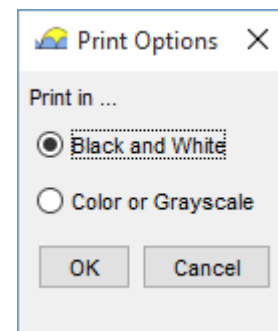 Print Options
Print in ...
Black and White
Color or Grayscale
OK Cancel